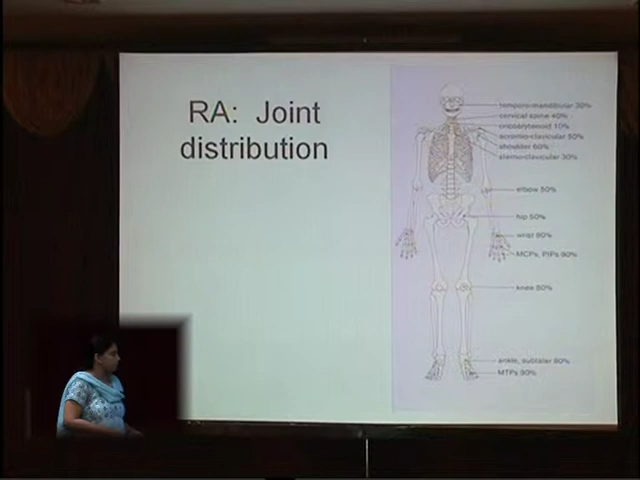 RA: Joint
distribution
temporo-mandibular 30%
cervical spine 40%
cricoarytenoid 10%
acromio-clavicular 50%
shoulder 60%
sterno-clavicular 30%
elbow 50%
hip 50%
wrist 80%
MCPs, PIPs 90%
knee 80%
ankle, subtalar 80%
MTPs 90%